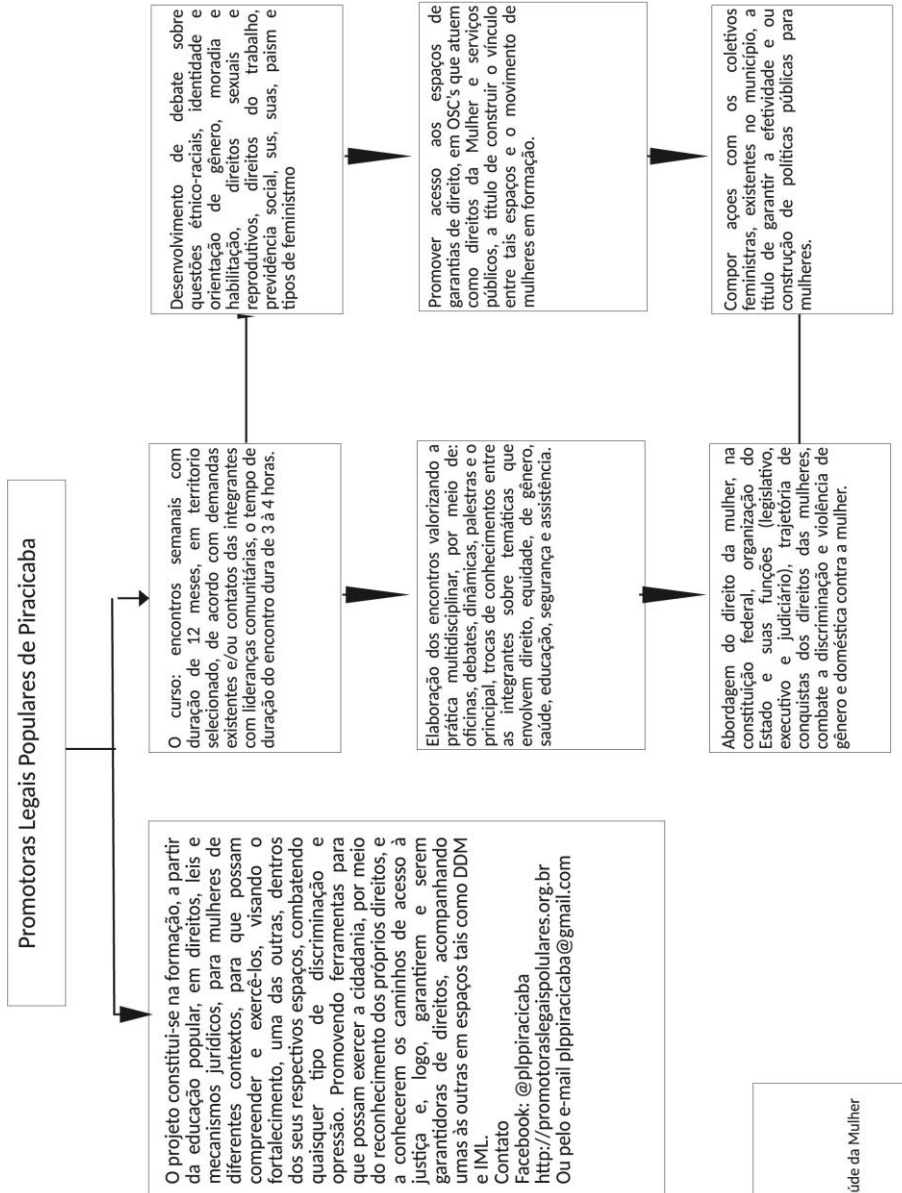 Promotoras Legais Populares de Piracicaba
O projeto constitui-se na formação, a partir
da educação popular, em direitos, leis e
mecanismos jurídicos, para mulheres de
diferentes contextos, para que possam
compreender e exercê-los, visando o
fortalecimento, uma das outras, dentros
dos seus respectivos espaços, combatendo
quaisquer tipo de discriminação e
opressão. Promovendo ferramentas para
que possam exercer a cidadania, por meio
do reconhecimento dos próprios direitos, e
a conhecerem os caminhos de acesso à
justiça e, logo, garantirem e serem
garantidoras de direitos, acompanhando
umas às outras em espaços tais como DDM
e IML.
Contato
Facebook: @plppiracicaba
http://promotoraslegaispolulares.org.br
Ou pelo e-mail plppiracicaba@gmail.com
O curso: encontros semanais com
duração de 12 meses, em territorio
selecionado, de acordo com demandas
existentes e/ou contatos das integrantes
com lideranças comunitárias, o tempo de
duração do encontro dura de 3 à 4 horas.
Elaboração dos encontros valorizando a
prática multidisciplinar, por meio de:
oficinas, debates, dinâmicas, palestras e o
principal, trocas de conhecimentos entre
as integrantes sobre temáticas que
envolvem direito, equidade, de gênero,
saúde, educação, segurança e assistência.
Abordagem do direito da mulher, na
constituição federal, organização do
Estado e suas funções (legislativo,
executivo e judiciário), trajetória de
conquistas dos direitos das mulheres,
combate a discriminação e violência de
gênero e doméstica contra a mulher.
Desenvolvimento de debate sobre
questões étnico-raciais, identidade e
orientação de gênero, moradia e
habilitação, direitos sexuais e
reprodutivos, direitos do trabalho,
previdência social, sus, suas, paism e
tipos de feministmo
Promover acesso aos espaços de
garantias de direito, em OSC's que atuem
como direitos da Mulher e serviços
públicos, a título de construir o vínculo
entre tais espaços e o movimento de
mulheres em formação.
Compor açoes com os coletivos
feministras, existentes no município, a
título de garantir a efetividade e ou
construção de políticas públicas para
mulheres.
úde da Mulher